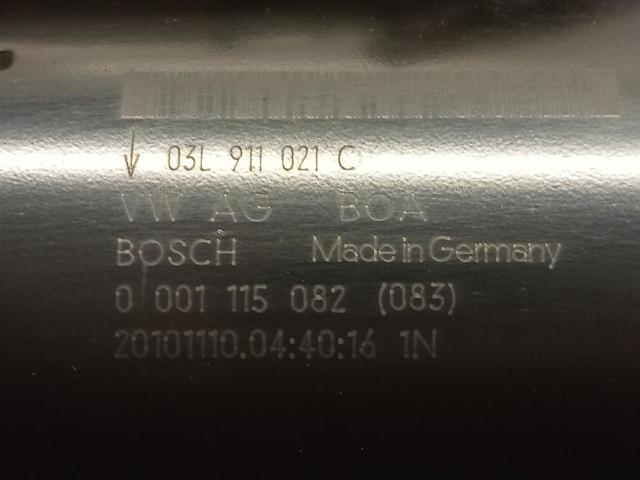 03L 911 021 C
VW AG BOA
BOSCH Made in Germany
0 001 115 082 (083)
20101110.04:40:16 1N